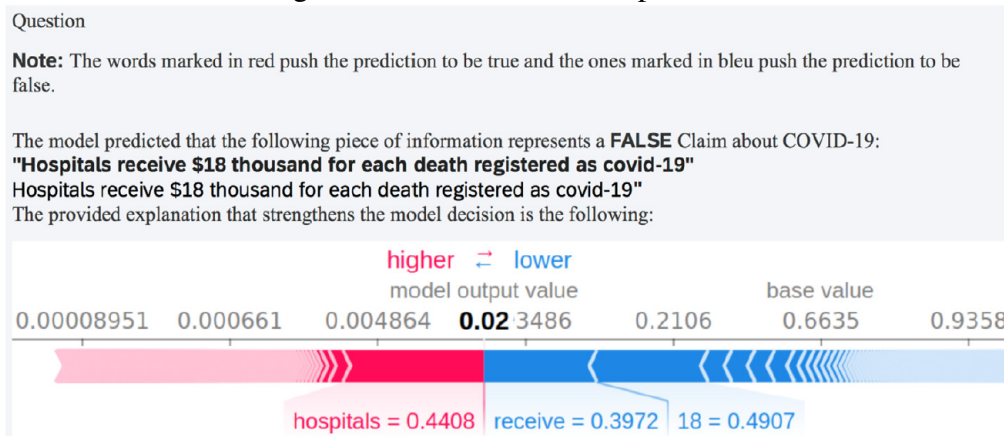 Question
Note: The words marked in red push the prediction to be true and the ones marked in bleu push the prediction to be
false.
The model predicted that the following piece of information represents a FALSE Claim about COVID-19:
"Hospitals receive $18 thousand for each death registered as covid-19"
Hospitals receive $18 thousand for each death registered as covid-19"
The provided explanation that strengthens the model decision is the following:
higher ⇄ lower
model output value base value
0.00008951 0.000661 0.004864 0.02 3486 0.2106 0.6635 0.9358
hospitals = 0.4408 receive = 0.3972 18 = 0.4907